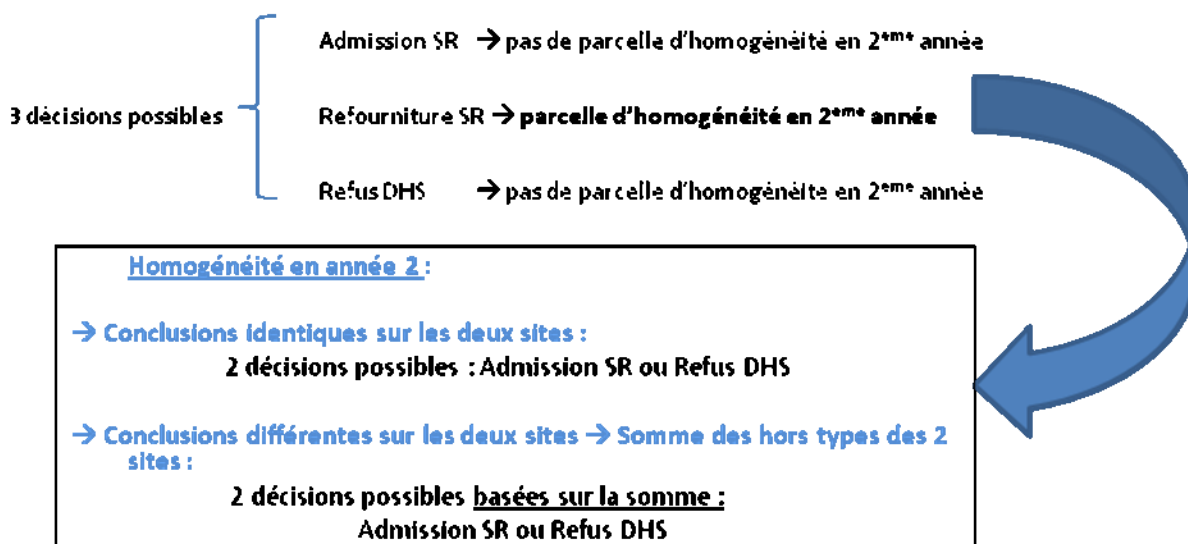 Admission SR → pas de parcelle d'homogénéité en 2ème année
3 décisions possibles
Refourniture SR → parcelle d'homogénéité en 2ème année
Refus DHS → pas de parcelle d'homogénéite en 2eme année
Homogénéité en année 2 :
→ Conclusions identiques sur les deux sites :
2 décisions possibles : Admission SR ou Refus DHS
→ Conclusions différentes sur les deux sites → Somme des hors types des 2
sites :
2 décisions possibles basées sur la somme :
Admission SR ou Refus DHS